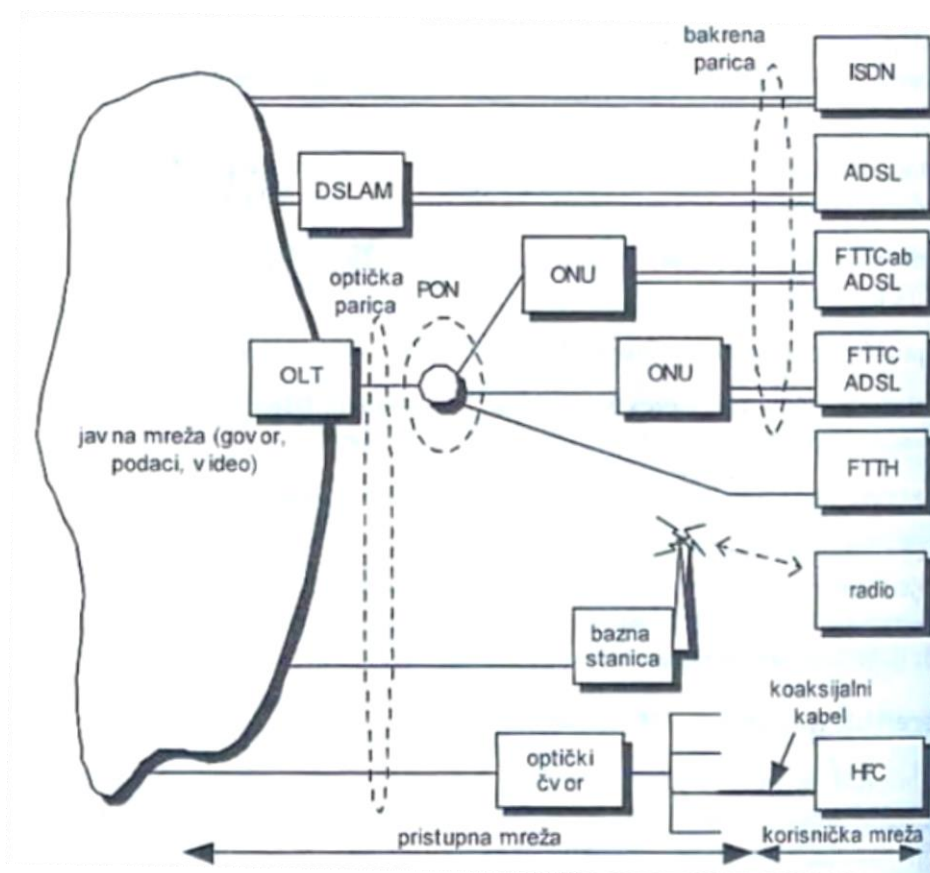 bakrena
parica
ISDN
DSLAM
ADSL
optička
parica
PON
ONU
FTTCab
ADSL
OLT
ONU
FTTC
ADSL
javna mreža (govor,
podaci, video)
FTTH
radio
bazna
stanica
koaksijalni
kabel
optički
čvor
HFC
pristupna mreža
korisnička mreža